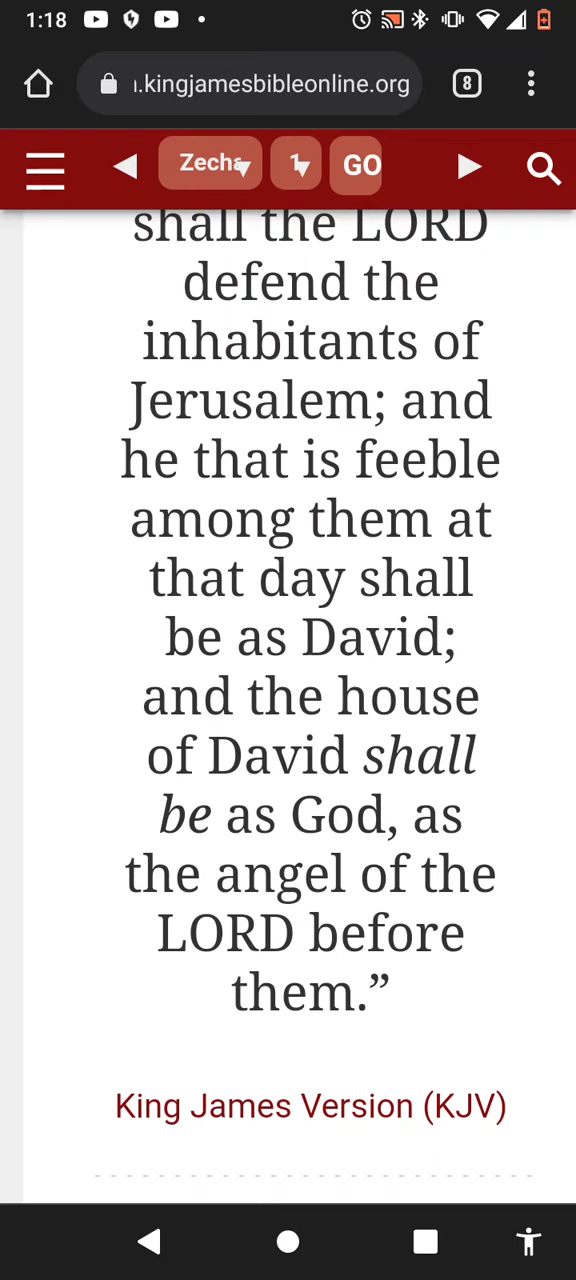 1:18
.kingjamesbibleonline.org
8
Zecha
1
GO
shall the LORD
defend the
inhabitants of
Jerusalem; and
he that is feeble
among them at
that day shall
be as David;
and the house
of David shall
be as God, as
the angel of the
LORD before
them.”
King James Version (KJV)